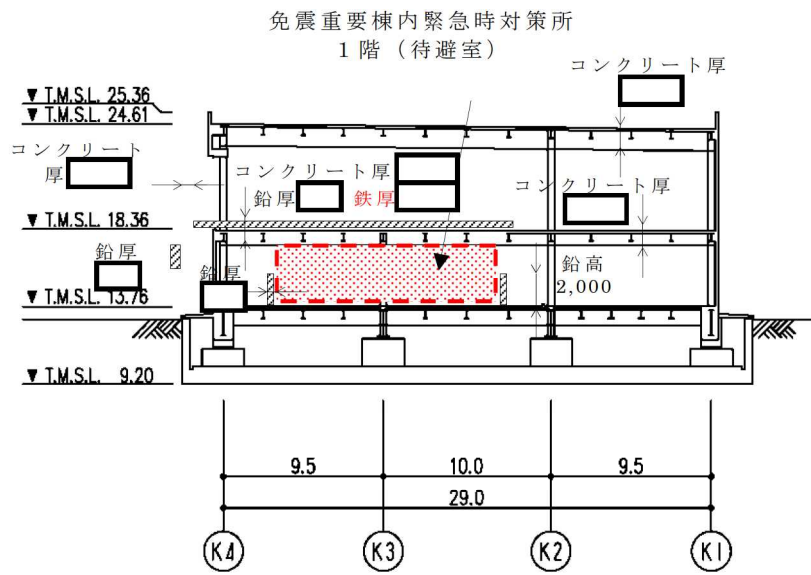 免震重要棟内緊急時対策所
1階（待避室）
コンクリート厚
▼ T.M.S.L. 25.36
▼ T.M.S.L. 24.61
コンクリート
厚
コンクリート厚
鉛厚
鉄厚
コンクリート厚
▼ T.M.S.L. 18.36
鉛厚
鉛厚
鉛高
2,000
▼ T.M.S.L. 13.76
▼ T.M.S.L. 9.20
9.5
10.0
9.5
29.0
K4
K3
K2
K1